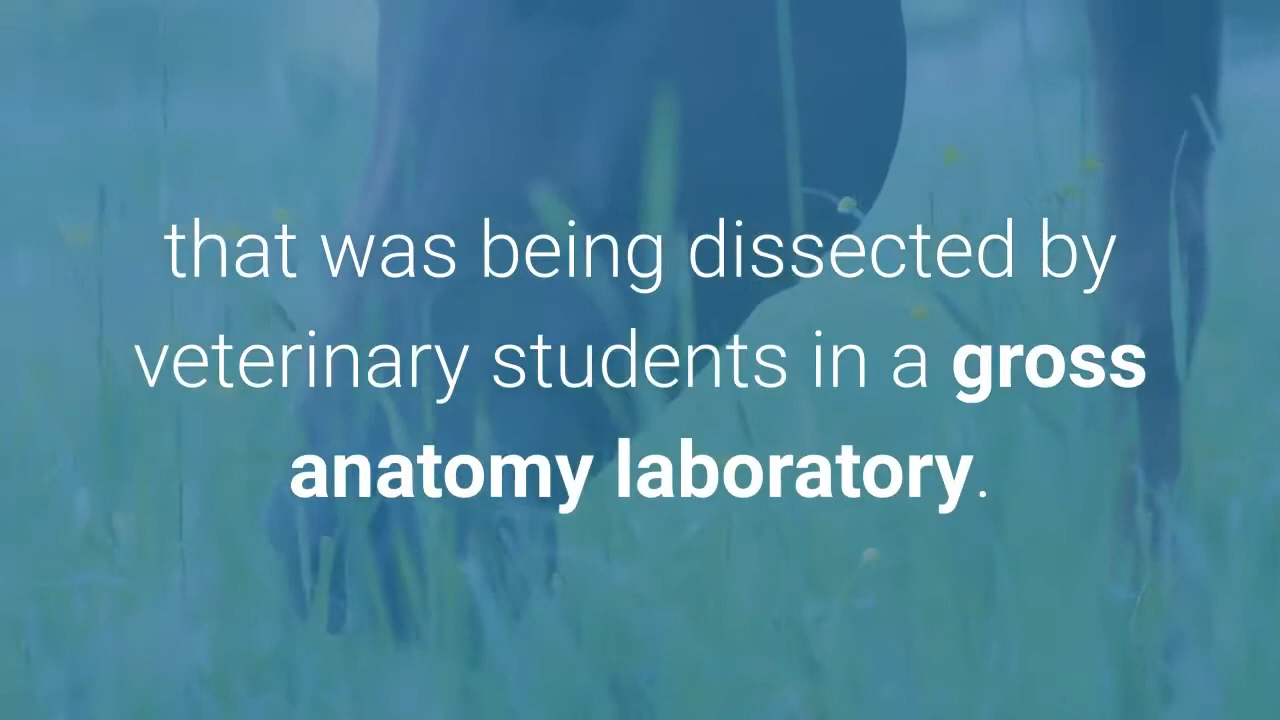 that was being dissected by
veterinary students in a gross
anatomy laboratory.